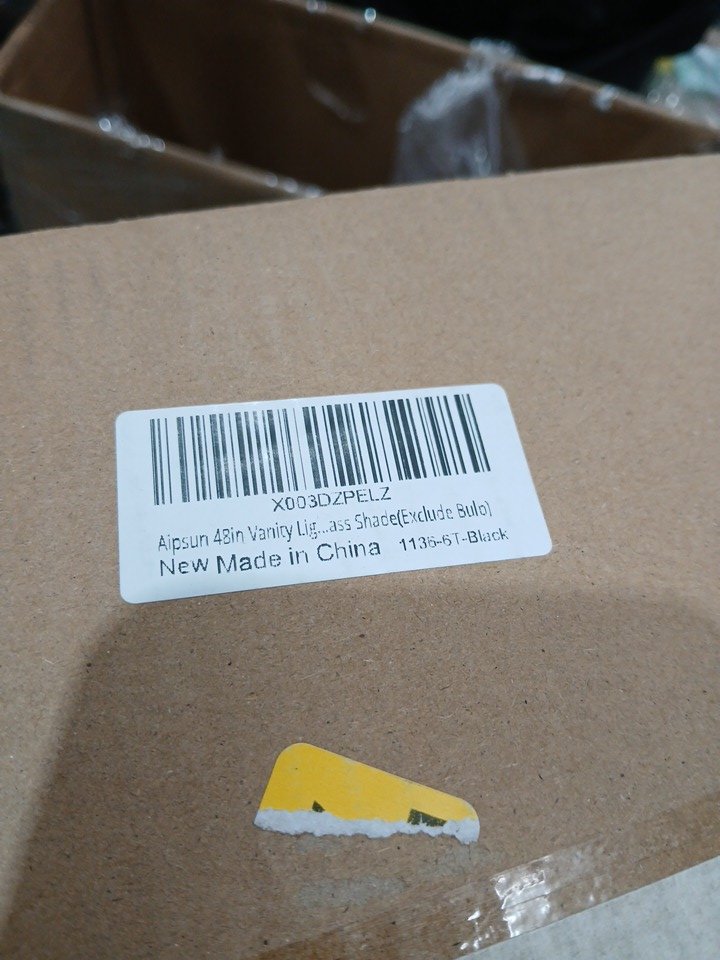 X003DZPELZ
Aipsun 48in Vanity Lig...ass Shade(Exclude Bulb)
New Made in China 1136-6T-Black